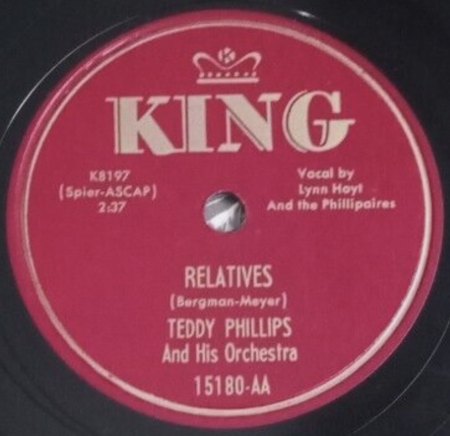 K
KING
K8197
(Spier-ASCAP)
2:37
Vocal by
Lynn Hoyt
And the Phillipaires
RELATIVES
(Bergman-Meyer)
TEDDY PHILLIPS
And His Orchestra
15180-AA